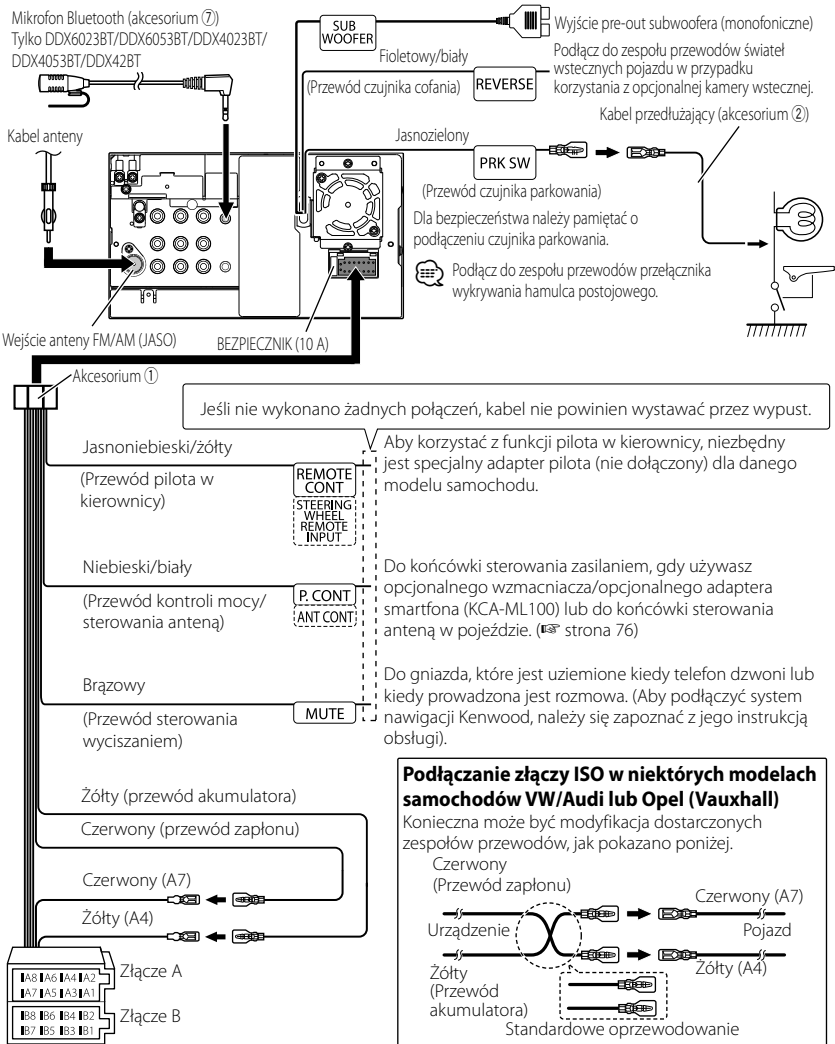 Mikrofon Bluetooth (akcesorium ⑦)
Tylko DDX6023BT/DDX6053BT/DDX4023BT/
DDX4053BT/DDX42BT
SUB
WOOFER
Wyjście pre-out subwoofera (monofoniczne)
Fioletowy/biały
(Przewód czujnika cofania)
REVERSE
Podłącz do zespołu przewodów świateł
wstecznych pojazdu w przypadku
korzystania z opcjonalnej kamery wstecznej.
Kabel przedłużający (akcesorium ②)
Kabel anteny
Jasnozielony
PRK SW
(Przewód czujnika parkowania)
Dla bezpieczeństwa należy pamiętać o
podłączeniu czujnika parkowania.
Podłącz do zespołu przewodów przełącznika
wykrywania hamulca postojowego.
Wejście anteny FM/AM (JASO)
BEZPIECZNIK (10 A)
Akcesorium ①
Jeśli nie wykonano żadnych połączeń, kabel nie powinien wystawać przez wypust.
Jasnoniebieski/żółty
(Przewód pilota w
kierownicy)
REMOTE
CONT
STEERING
WHEEL
REMOTE
INPUT
Aby korzystać z funkcji pilota w kierownicy, niezbędny
jest specjalny adapter pilota (nie dołączony) dla danego
modelu samochodu.
Niebieski/biały
(Przewód kontroli mocy/
sterowania anteną)
P. CONT
ANT CONT
Do końcówki sterowania zasilaniem, gdy używasz
opcjonalnego wzmacniacza/opcjonalnego adaptera
smartfona (KCA-ML100) lub do końcówki sterowania
anteną w pojeździe. (☞ strona 76)
Brązowy
(Przewód sterowania
wyciszaniem)
MUTE
Do gniazda, które jest uziemione kiedy telefon dzwoni lub
kiedy prowadzona jest rozmowa. (Aby podłączyć system
nawigacji Kenwood, należy się zapoznać z jego instrukcją
obsługi).
Żółty (przewód akumulatora)
Czerwony (przewód zapłonu)
Czerwony (A7)
Żółty (A4)
Złącze A
A8 A6 A4 A2
A7 A5 A3 A1
Złącze B
B8 B6 B4 B2
B7 B5 B3 B1
Podłączanie złączy ISO w niektórych modelach
samochodów VW/Audi lub Opel (Vauxhall)
Konieczna może być modyfikacja dostarczonych
zespołów przewodów, jak pokazano poniżej.
Czerwony
(Przewód zapłonu)
Czerwony (A7)
Urządzenie
Pojazd
Żółty
(Przewód
akumulatora)
Żółty (A4)
Standardowe oprzewodowanie